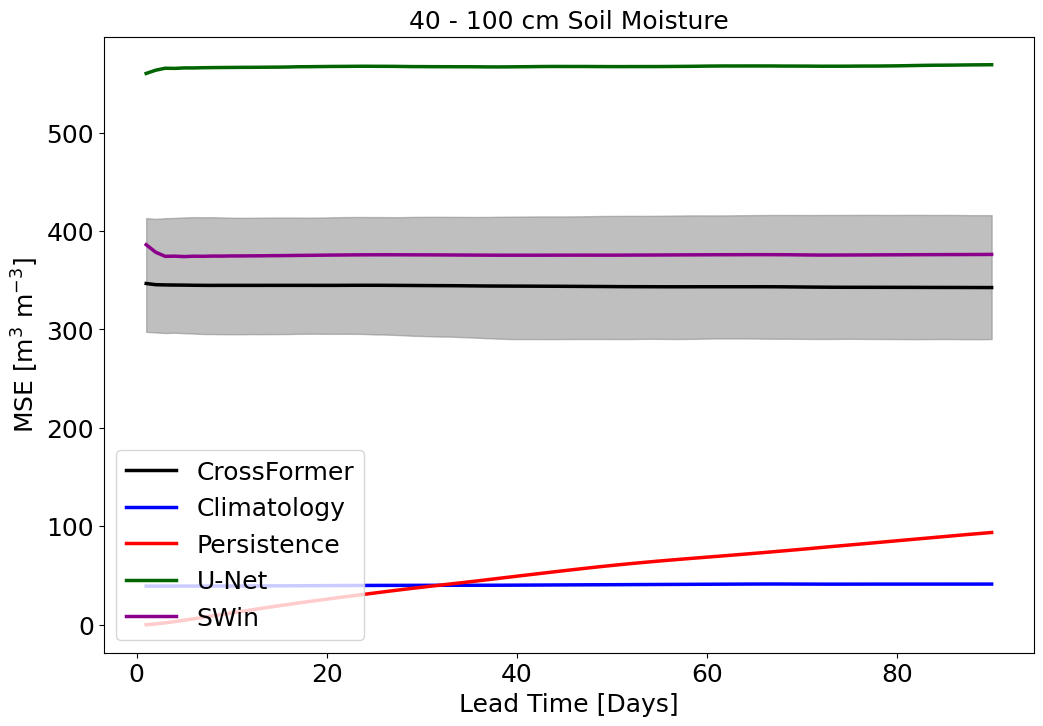 40 - 100 cm Soil Moisture
MSE [m³ m⁻³]
500
400
300
200
100
0
CrossFormer
Climatology
Persistence
U-Net
SWin
0 20 40 60 80
Lead Time [Days]